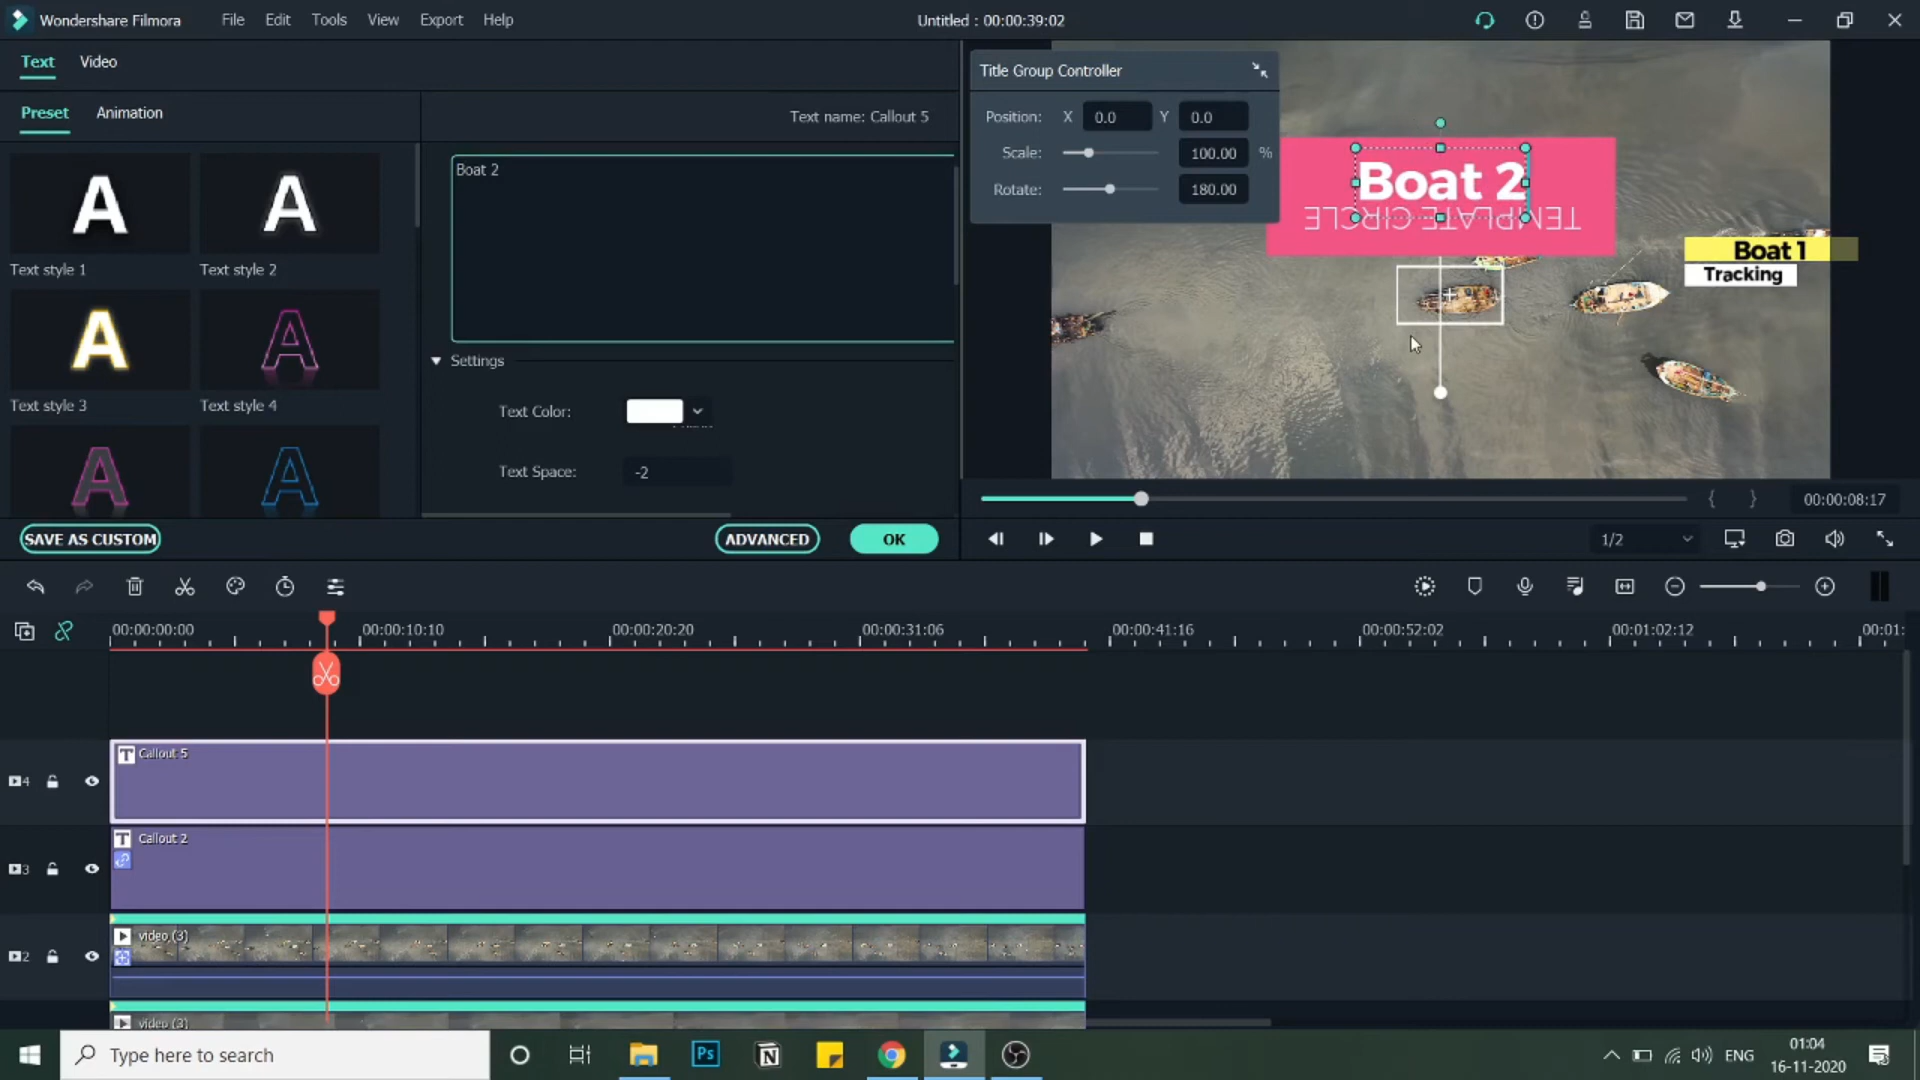 Wondershare Filmora
File
Edit
Tools
View
Export
Help
Untitled : 00:00:39:02
Text
Video
Preset
Animation
Text name: Callout 5
A
A
Text style 1
Text style 2
A
A
Text style 3
Text style 4
A
A
Boat 2
Settings
Text Color:
Text Space:
-2
SAVE AS CUSTOM
ADVANCED
OK
Title Group Controller
Position:
X
0.0
Y
0.0
Scale:
100.00
%
Rotate:
180.00
Boat 2
TEMPLATE CIRCLE
Boat 1
Tracking
{
}
00:00:08:17
1/2
00:00:00:00
00:00:10:10
00:00:20:20
00:00:31:06
00:00:41:16
00:00:52:02
00:01:02:12
00:01:
4
T
Callout 5
3
T
Callout 2
2
video (3)
video (3)
Type here to search
Ps
N
ENG
01:04
16-11-2020